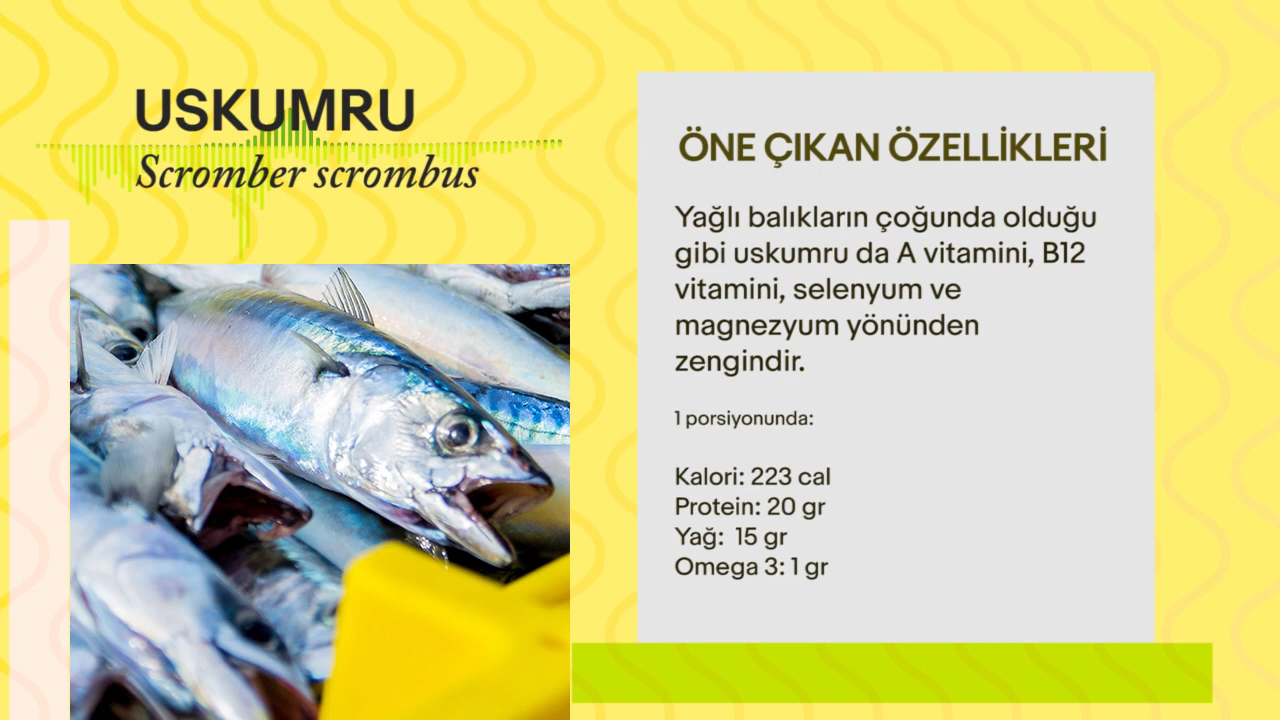 USKUMRU
Scromber scrombus
ÖNE ÇIKAN ÖZELLİKLERİ
Yağlı balıkların çoğunda olduğu
gibi uskumru da A vitamini, B12
vitamini, selenyum ve
magnezyum yönünden
zengindir.
1 porsiyonunda:
Kalori: 223 cal
Protein: 20 gr
Yağ: 15 gr
Omega 3: 1 gr